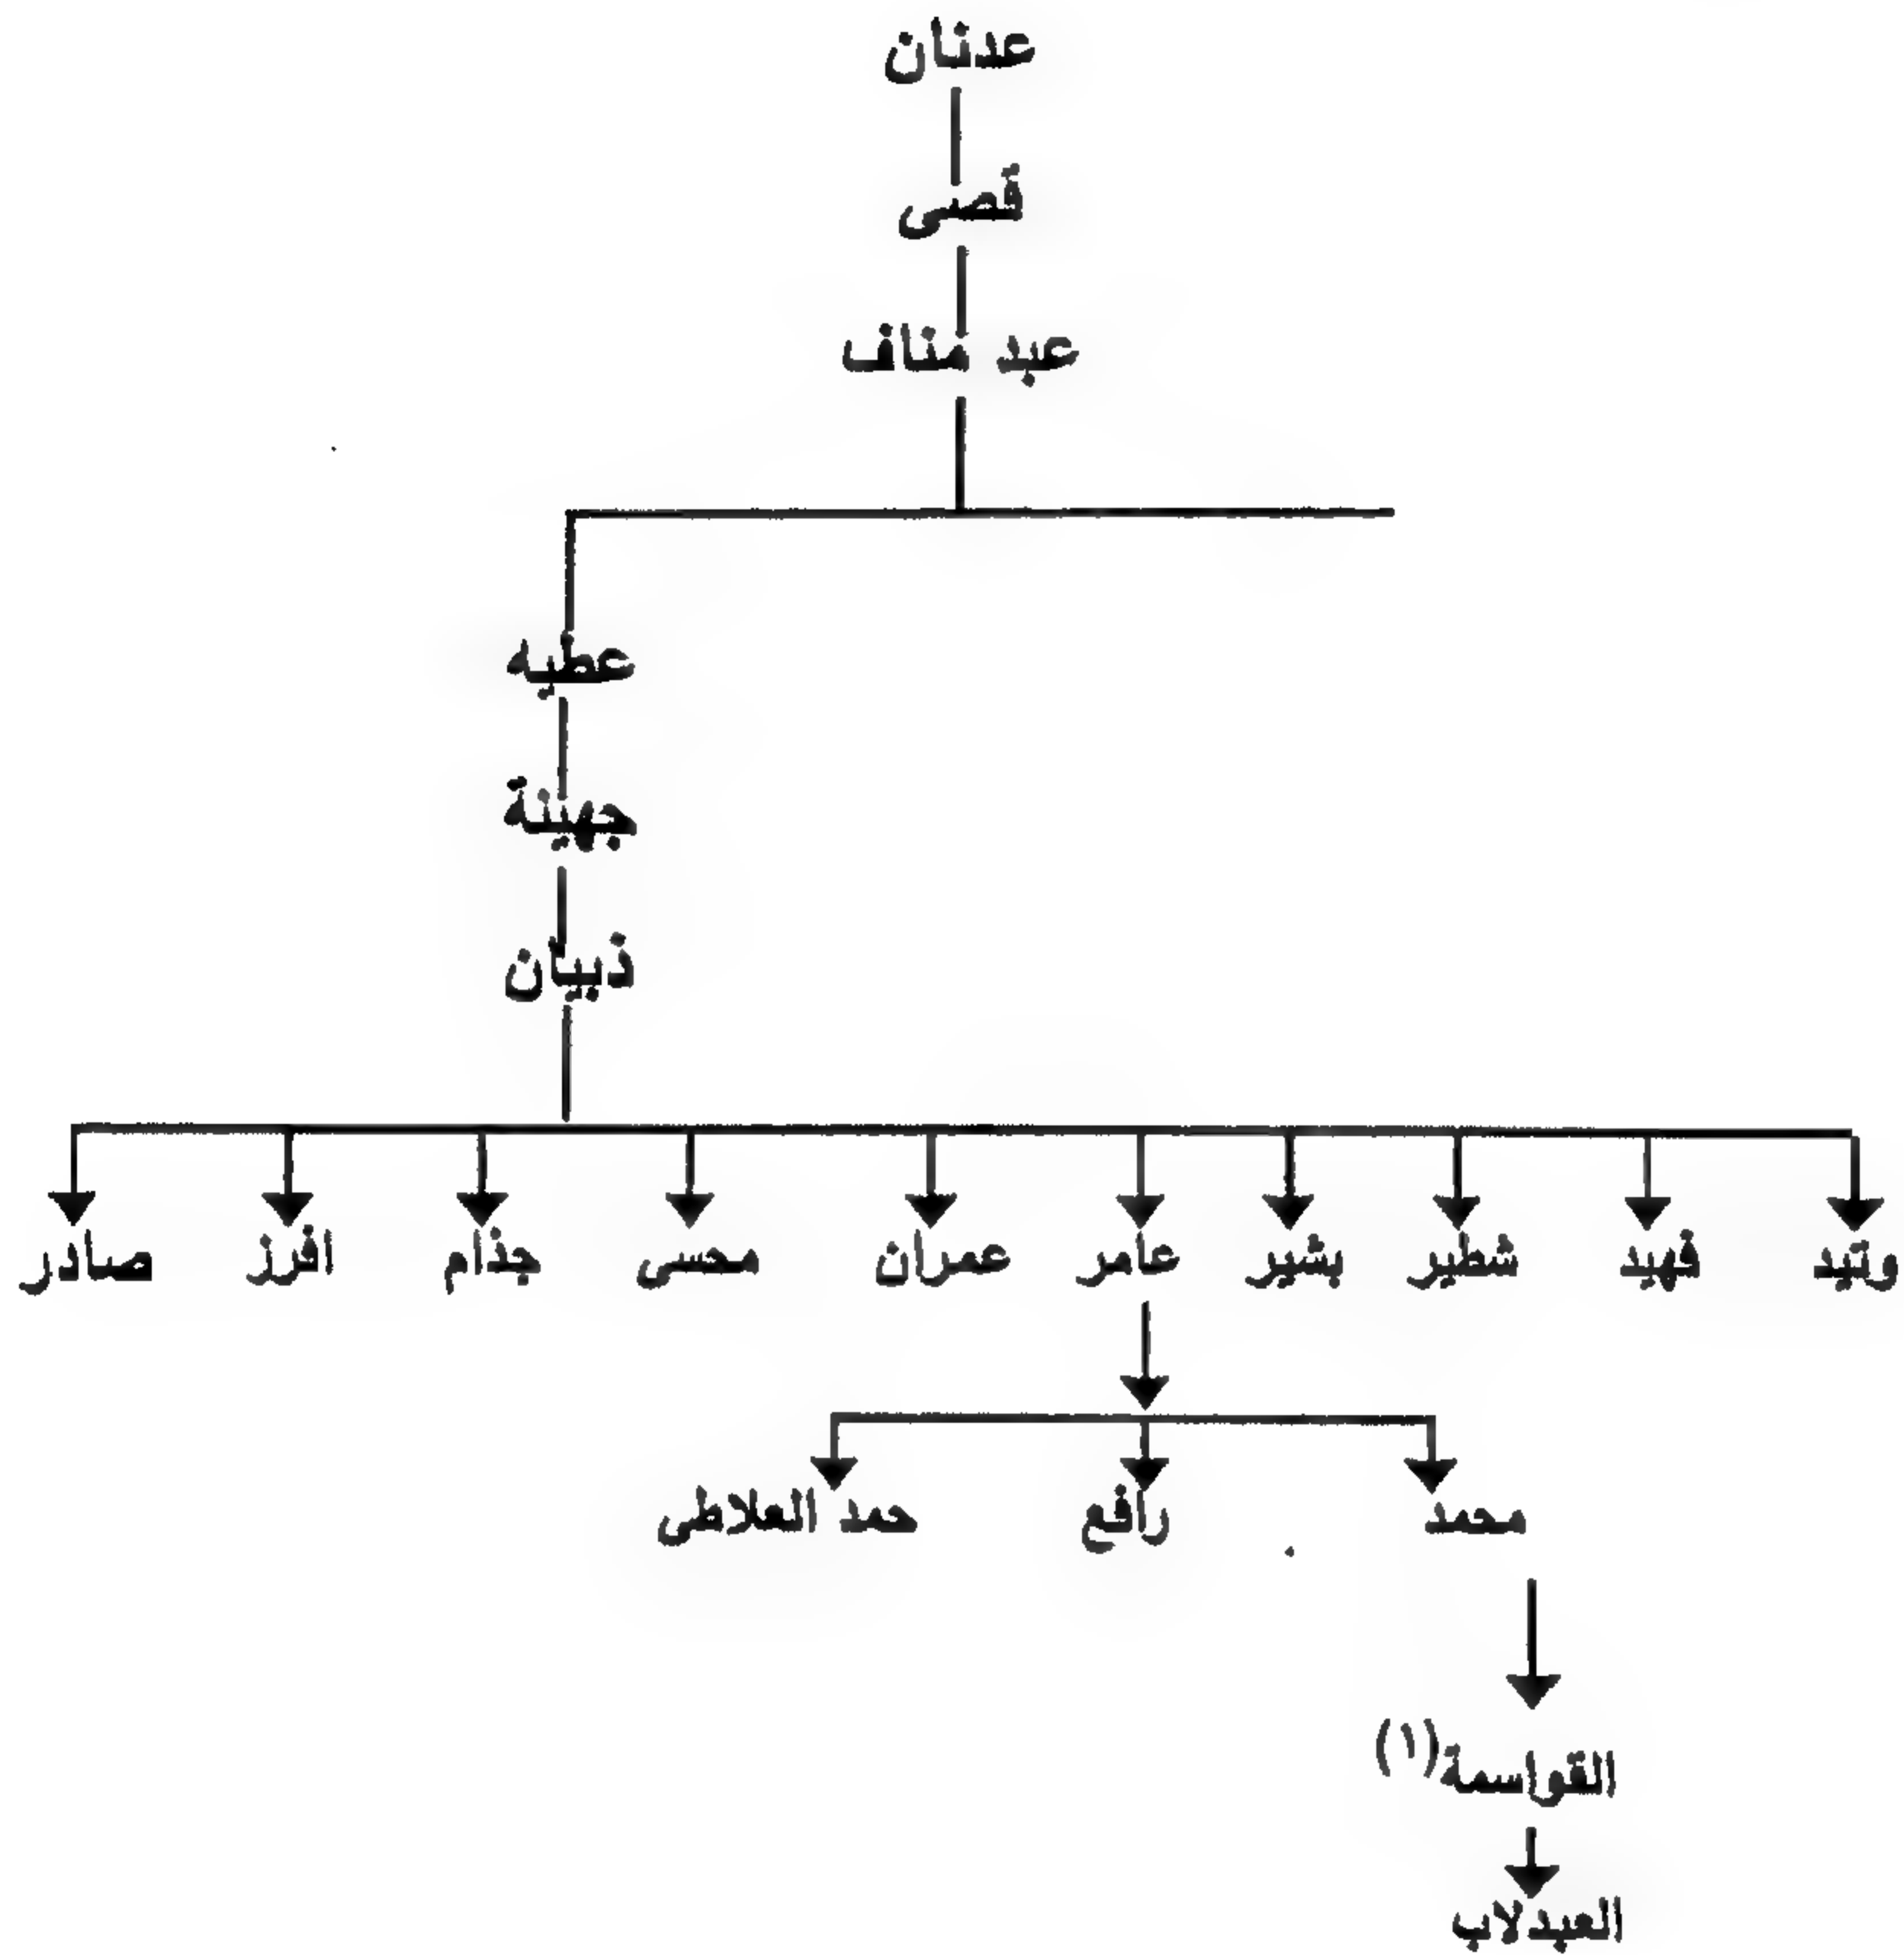 عدنان
قصى
عبد مناف
عطيه
جهينة
ذبيان
وتيد فهيد شطير بشير عامر عمران محسى جذام افرز صادر
محمد رافع حمد العلاطى
القواسمة(١)
العبدلاب